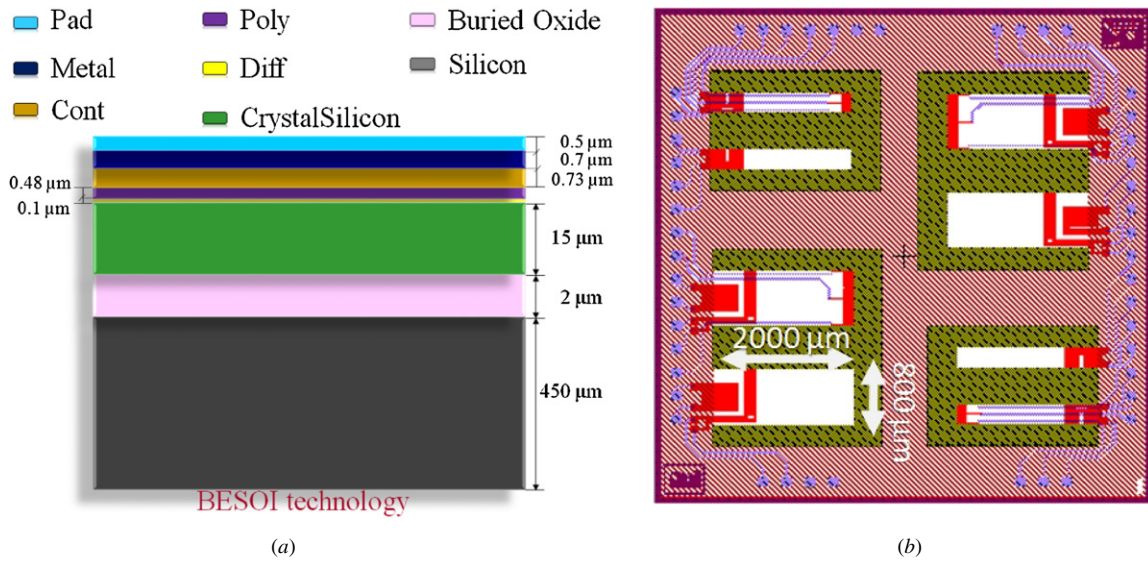 Pad
Poly
Buried Oxide
Metal
Diff
Silicon
Cont
CrystalSilicon
0.5 μm
0.7 μm
0.73 μm
0.48 μm
0.1 μm
15 μm
2 μm
450 μm
BESOI technology
(a)
2000 μm
800 μm
(b)